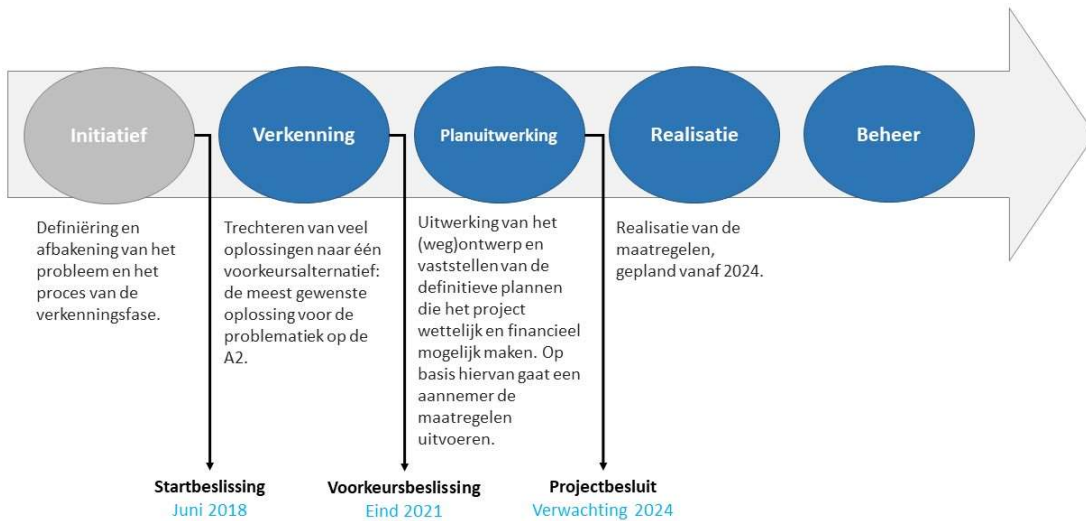 Initiatief
Verkenning
Planuitwerking
Realisatie
Beheer
Definiëring en
afbakening van het
probleem en het
proces van de
verkenningsfase.
Trechteren van veel
oplossingen naar één
voorkeursalternatief:
de meest gewenste
oplossing voor de
problematiek op de
A2.
Uitwerking van het
(weg)ontwerp en
vaststellen van de
definitieve plannen
die het project
wettelijk en financieel
mogelijk maken. Op
basis hiervan gaat een
aannemer de
maatregelen
uitvoeren.
Realisatie van de
maatregelen,
gepland vanaf 2024.
Startbeslissing
Juni 2018
Voorkeursbeslissing
Eind 2021
Projectbesluit
Verwachting 2024